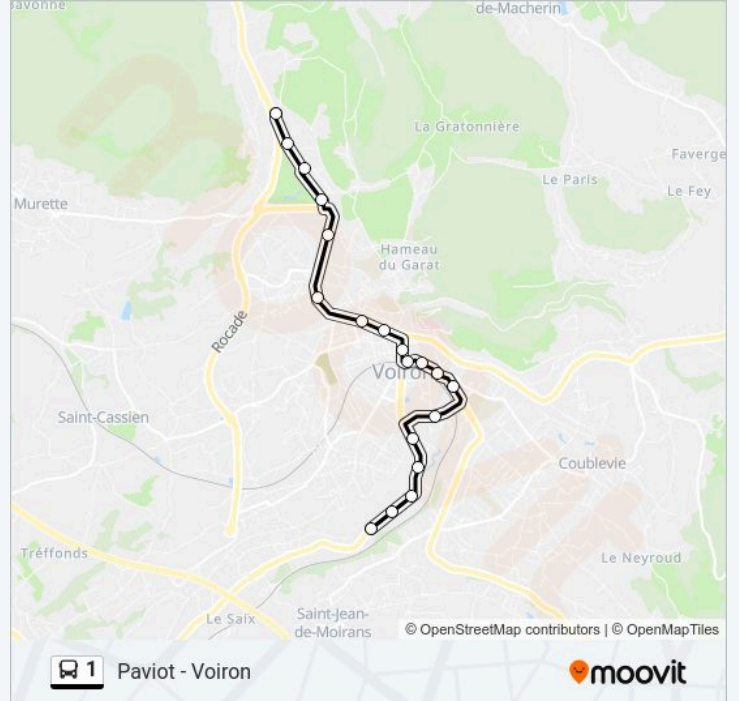 avonne
de-Macherin
La Gratonnière
Faverge
Le Paris
Le Fey
Murette
Hameau
du Garat
Rocade
Voiron
Saint-Cassien
Coublevie
Tréffonds
Le Neyroud
Le Saix
Saint-Jean-
de-Moirans
© OpenStreetMap contributors | © OpenMapTiles
1 Paviot - Voiron
moovit